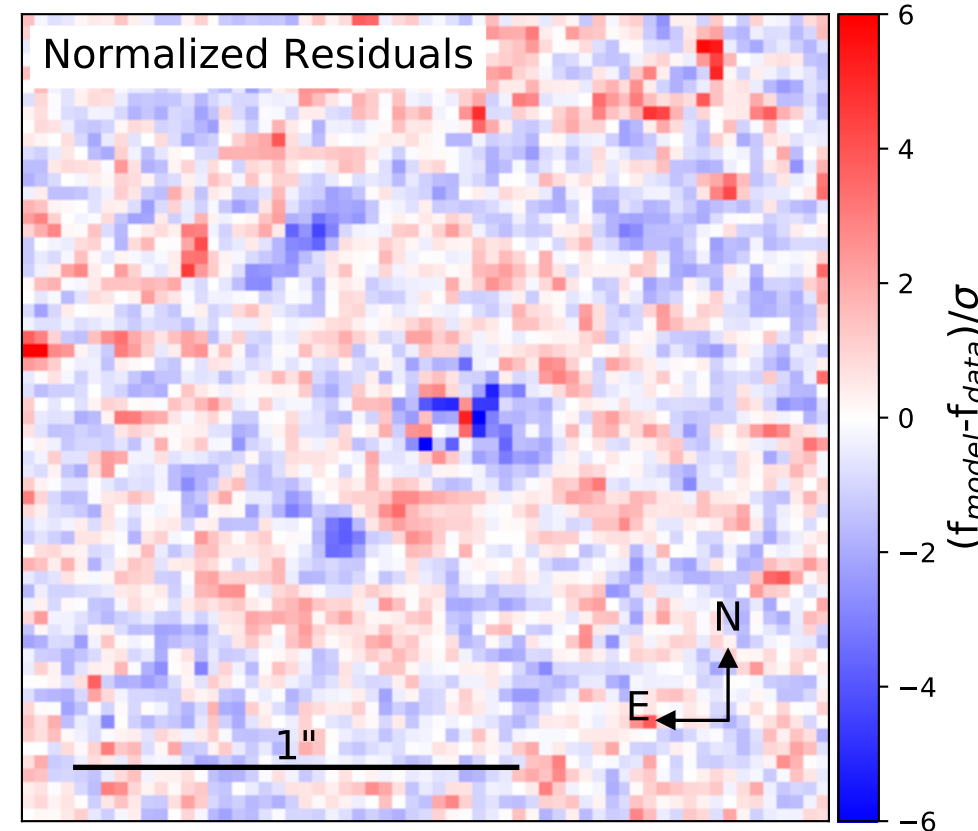 Normalized Residuals
6
4
2
0
−2
−4
−6
(f_model-f_data)/σ
N
E
1"